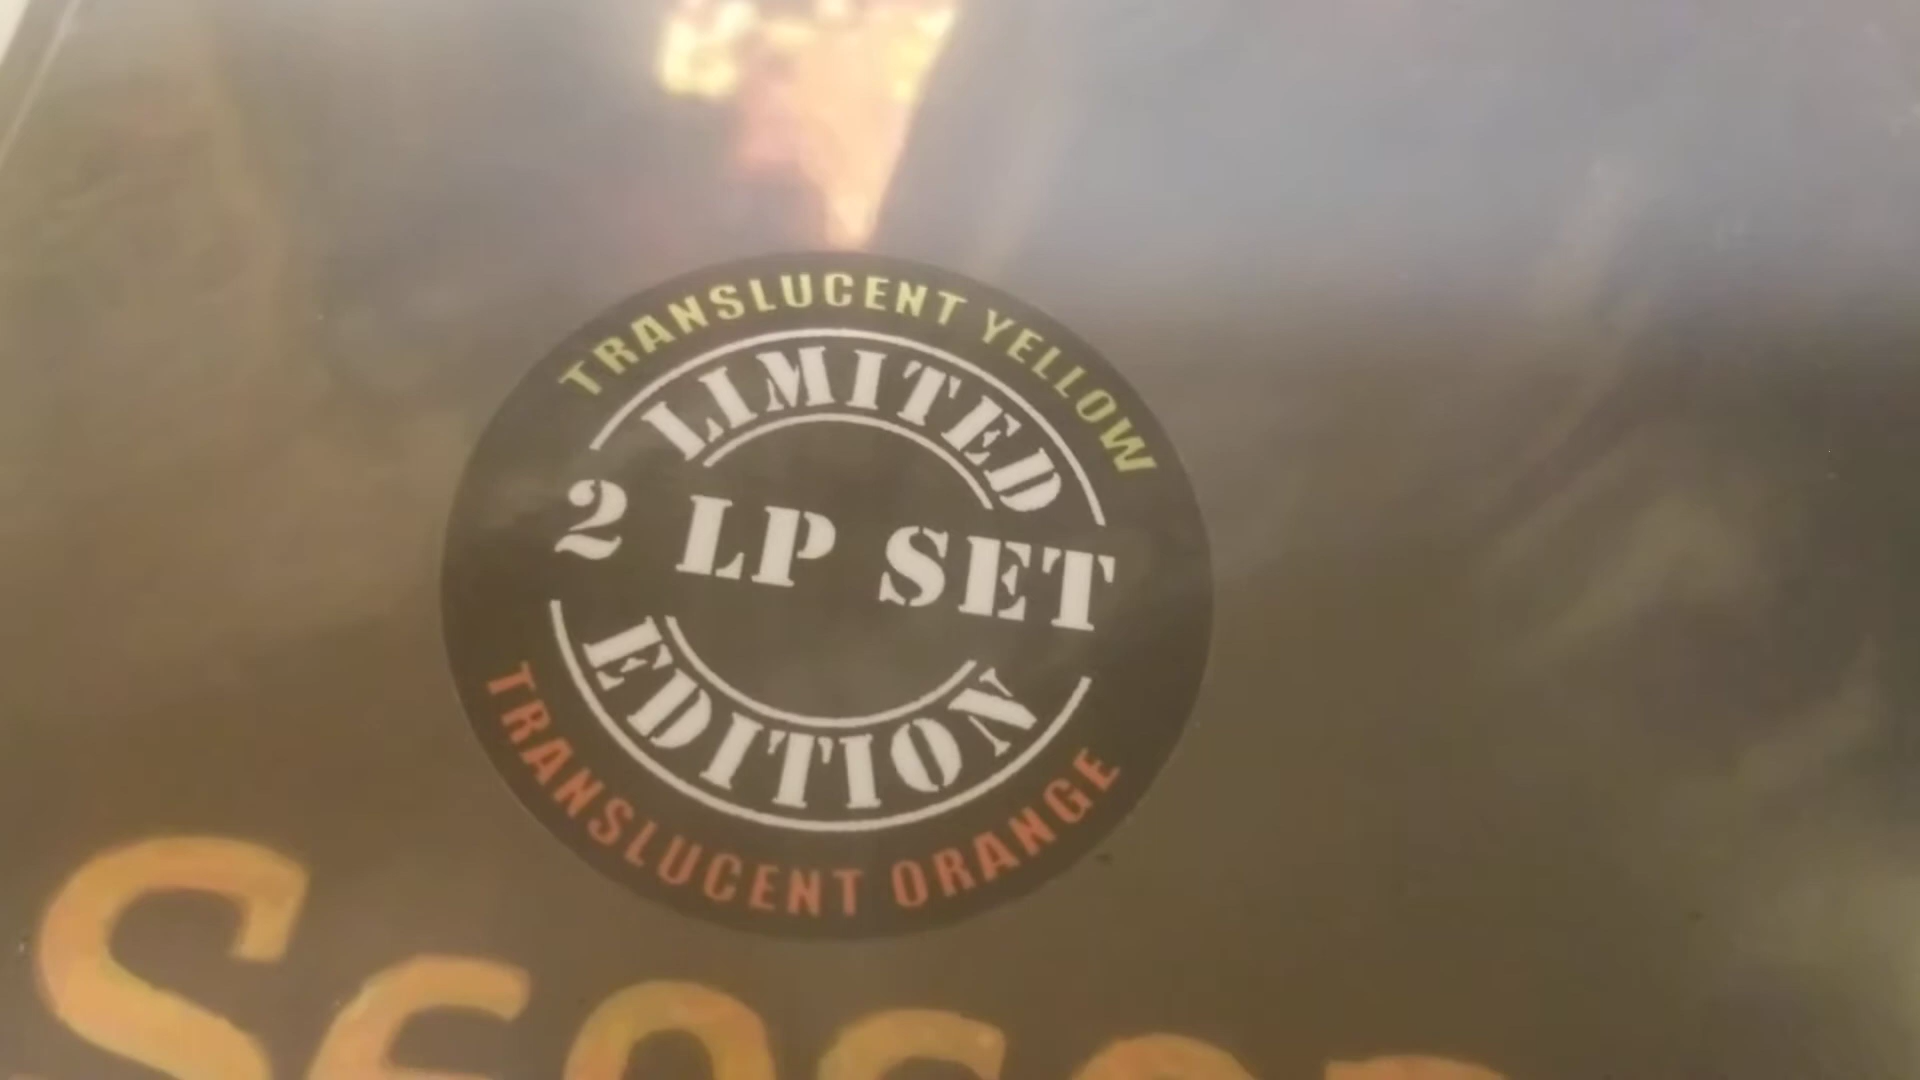 TRANSLUCENT YELLOW
LIMITED
2 LP SET
EDITION
TRANSLUCENT ORANGE